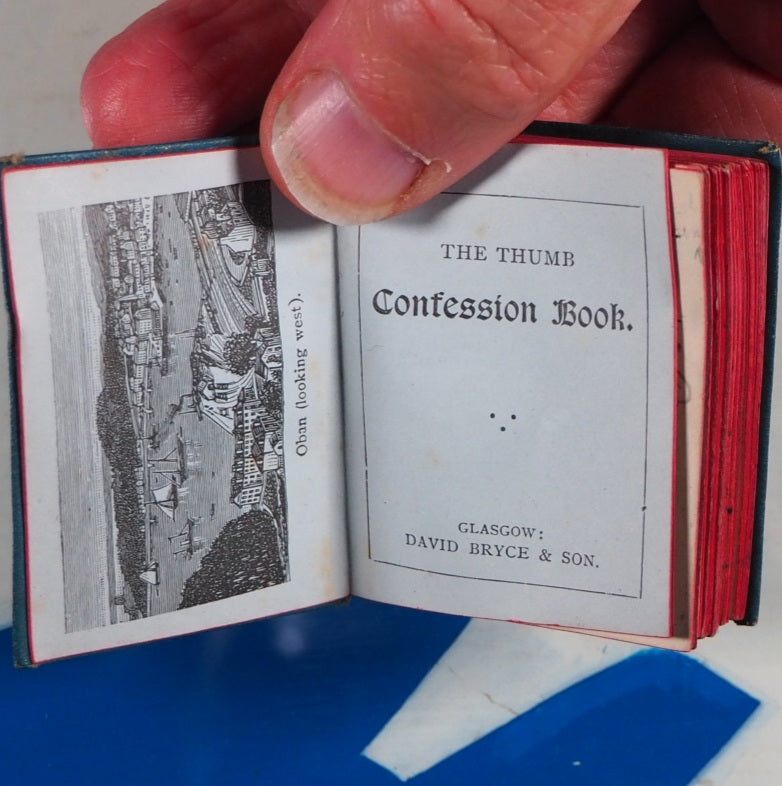 Oban (looking west).
THE THUMB
Confession Book.
GLASGOW:
DAVID BRYCE & SON.